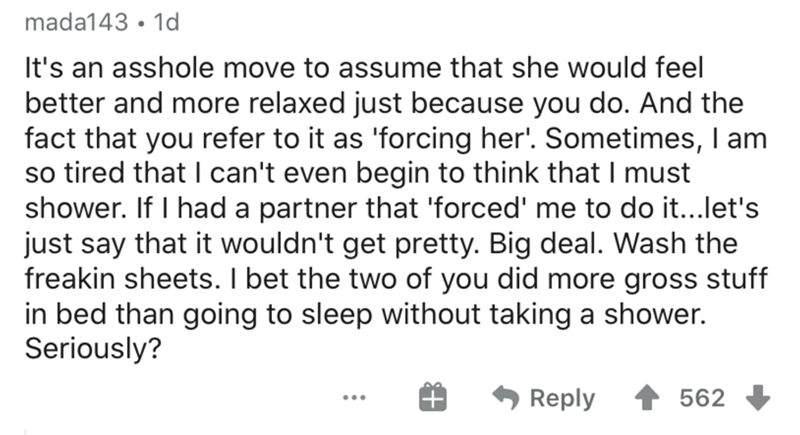 mada143 • 1d
It's an asshole move to assume that she would feel
better and more relaxed just because you do. And the
fact that you refer to it as 'forcing her'. Sometimes, I am
so tired that I can't even begin to think that I must
shower. If I had a partner that 'forced' me to do it...let's
just say that it wouldn't get pretty. Big deal. Wash the
freakin sheets. I bet the two of you did more gross stuff
in bed than going to sleep without taking a shower.
Seriously?
... Reply 562